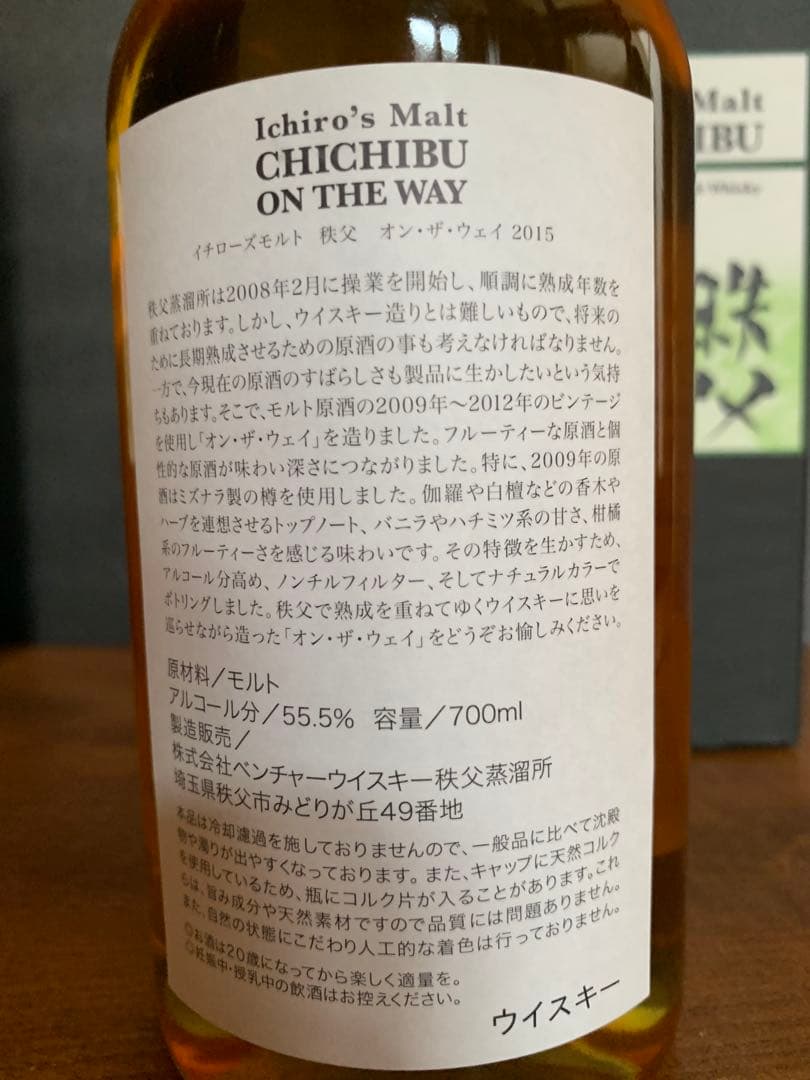 Ichiro's Malt
CHICHIBU
ON THE WAY
イチローズモルト 秩父 オン・ザ・ウェイ 2015
秩父蒸溜所は2008年2月に操業を開始し、順調に熟成年数を
重ねております。しかし、ウイスキー造りとは難しいもので、将来の
ために長期熟成させるための原酒の事も考えなければなりません。
一方で、今現在の原酒のすばらしさも製品に生かしたいという気持
ちもあります。そこで、モルト原酒の2009年～2012年のビンテージ
を使用し「オン・ザ・ウェイ」を造りました。フルーティーな原酒と個
性的な原酒が味わい深さにつながりました。特に、2009年の原
酒はミズナラ製の樽を使用しました。伽羅や白檀などの香木や
ハーブを連想させるトップノート、バニラやハチミツ系の甘さ、柑橘
系のフルーティーさを感じる味わいです。その特徴を生かすため、
アルコール分高め、ノンチルフィルター、そしてナチュラルカラーで
ボトリングしました。秩父で熟成を重ねてゆくウイスキーに思いを
巡らせながら造った「オン・ザ・ウェイ」をどうぞお愉しみください。
原材料/モルト
アルコール分/55.5% 容量/700ml
製造販売/
株式会社ベンチャーウイスキー秩父蒸溜所
埼玉県秩父市みどりが丘49番地
本品は冷却濾過を施しておりませんので、一般品に比べて沈殿
物や濁りが出やすくなっております。また、キャップに天然コルク
を使用しているため、瓶にコルク片が入ることがあります。これ
らは、旨み成分や天然素材ですので品質には問題ありません。
また、自然の状態にこだわり人工的な着色は行っておりません。
◎お酒は20歳になってから楽しく適量を。
◎妊娠中・授乳中の飲酒はお控えください。
ウイスキー
Malt
IBU
秩
父